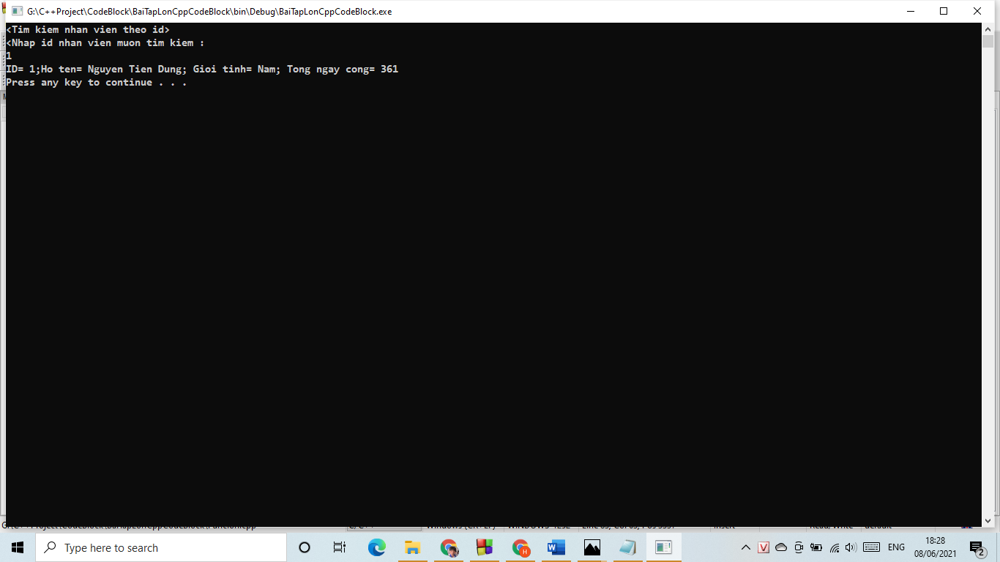 G:\C++Project\CodeBlock\BaiTapLonCppCodeBlock\bin\Debug\BaiTapLonCppCodeBlock.exe
<Tim kiem nhan vien theo id>
<Nhap id nhan vien muon tim kiem :
1
ID= 1;Ho ten= Nguyen Tien Dung; Gioi tinh= Nam; Tong ngay cong= 361
Press any key to continue . . .
Type here to search
ENG
18:28
08/06/2021
2